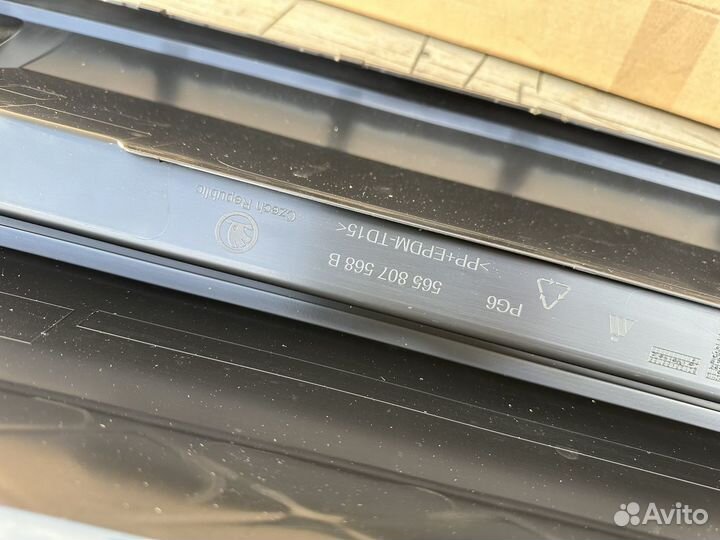 PG6
565 807 568 B
>PP+EPDM-TD15<
Czech Republic
Avito